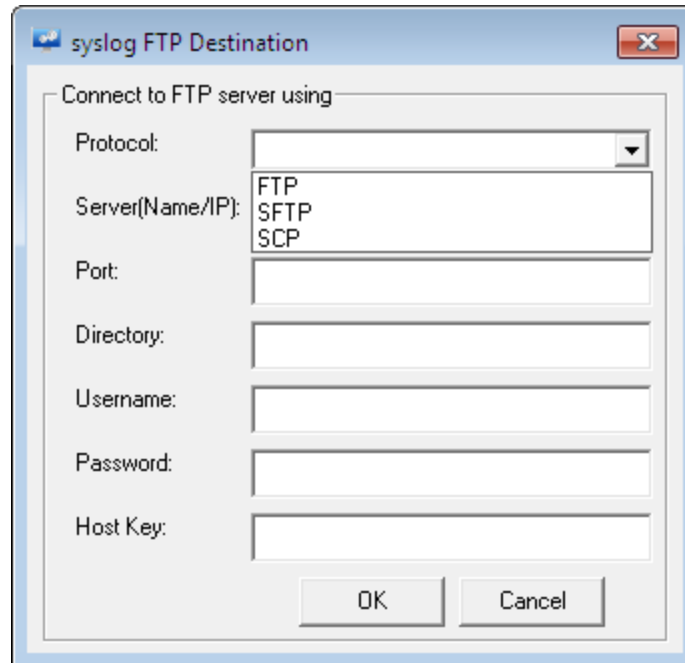 syslog FTP Destination
Connect to FTP server using
Protocol:
FTP
Server(Name/IP):
SFTP
SCP
Port:
Directory:
Username:
Password:
Host Key:
OK Cancel